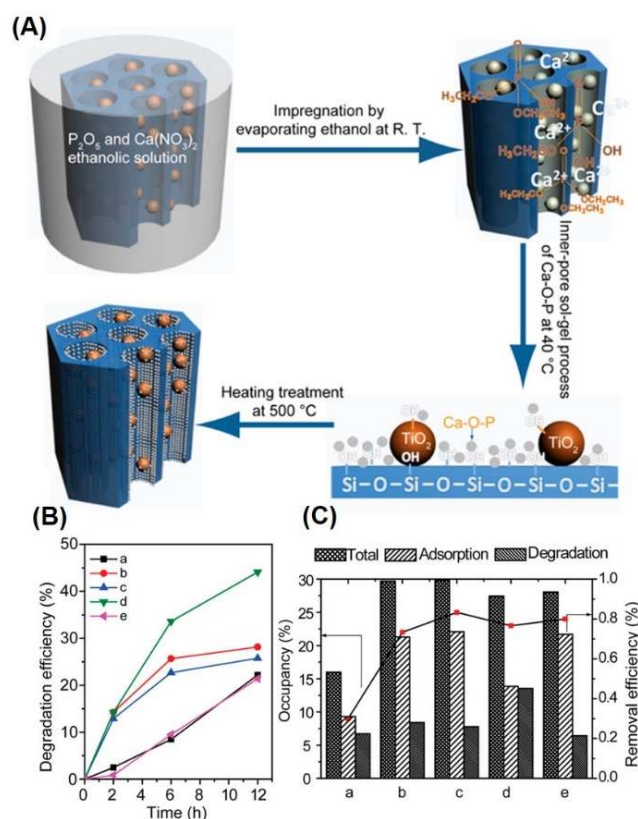 (A)
P2O5 and Ca(NO3)2
ethanolic solution
Impregnation by
evaporating ethanol at R. T.
O
Ca2+
H3CH2CO
OCH2CH3
Ca2+
H3CH2CO
O
OH
OH
Ca2+
Ca2+
H3CH2CO
OCH2CH3
OCH2CH3
Inner-pore sol-gel process
of Ca-O-P at 40 °C
Heating treatment
at 500 °C
OH
Ca-O-P
OH
TiO2
TiO2
OH
OH
OH
Si-O-Si-O-Si-O-Si-O-Si-
(B)
Degradation efficiency (%)
50
40
30
20
10
0
a
b
c
d
e
0 2 4 6 8 10 12
Time (h)
(C)
Total Adsorption Degradation
Occupancy (%)
30
25
20
15
10
5
0
1.0
0.8
0.6
0.4
0.2
0.0
Removal efficiency (%)
a b c d e